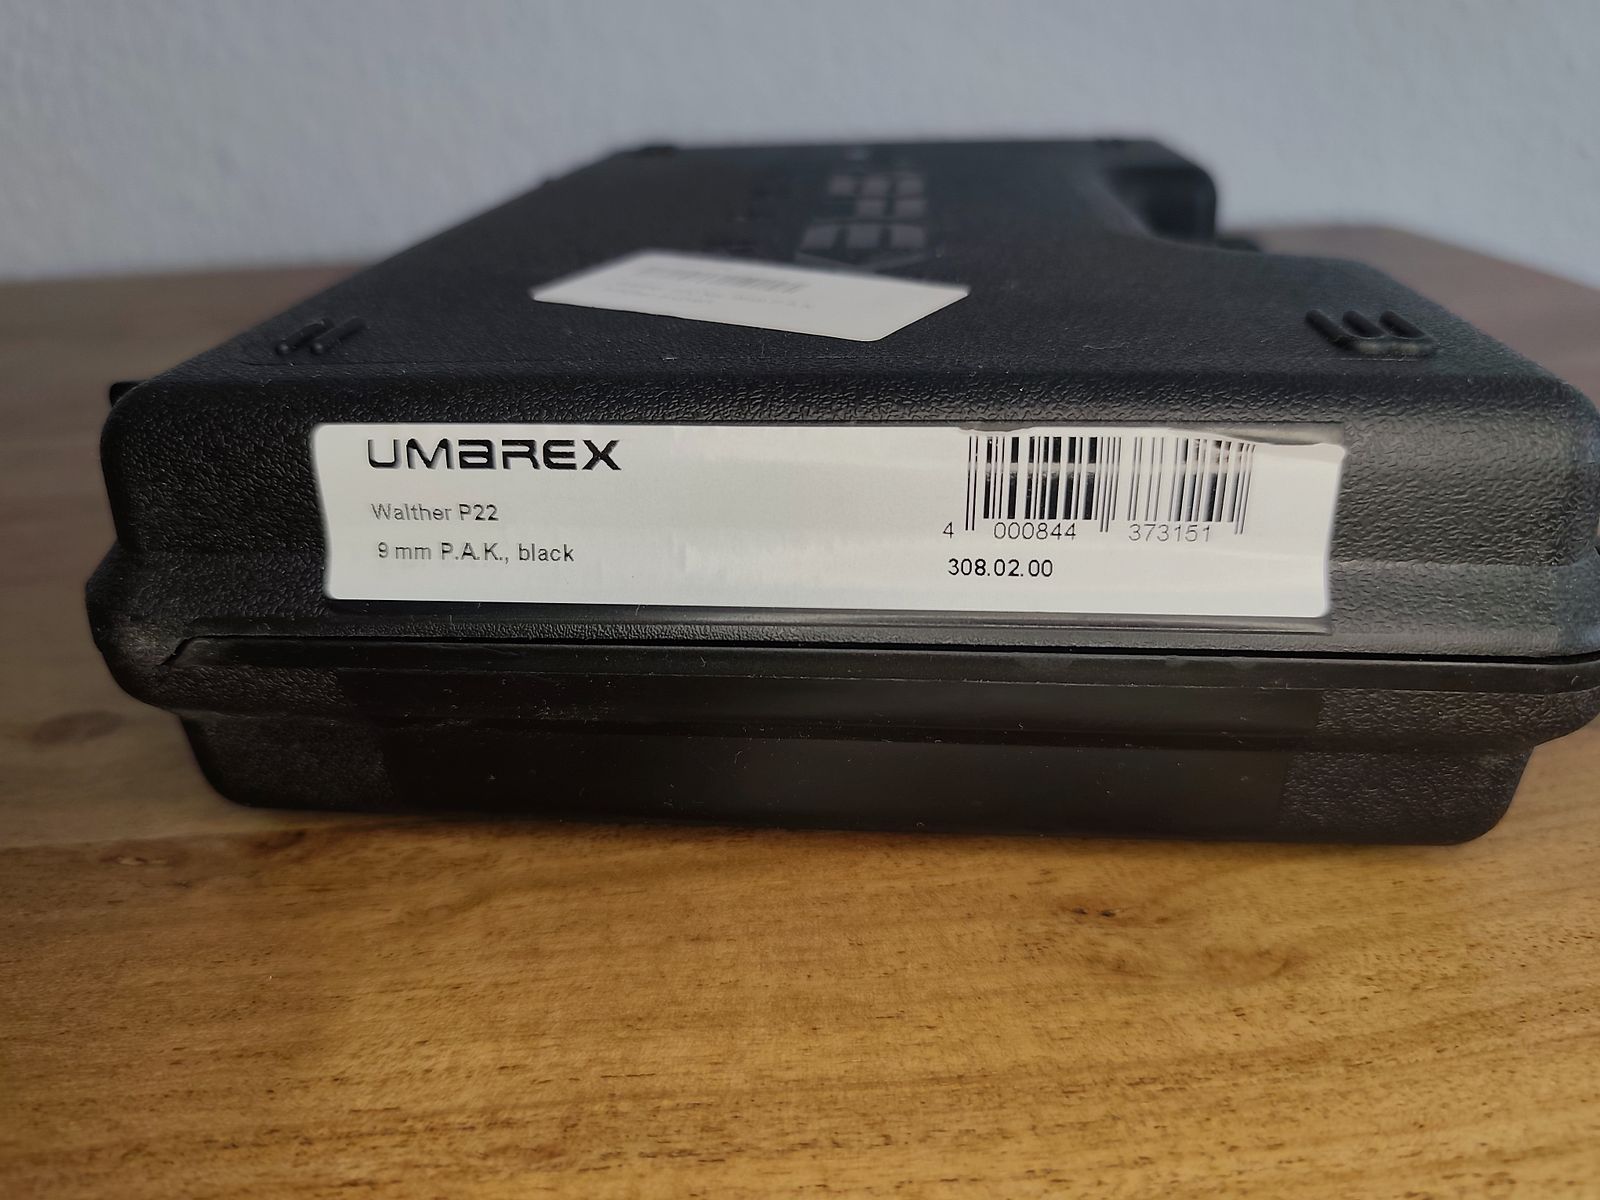 UMAREX
Walther P22
9 mm P.A.K., black
4 000844 373151
308.02.00